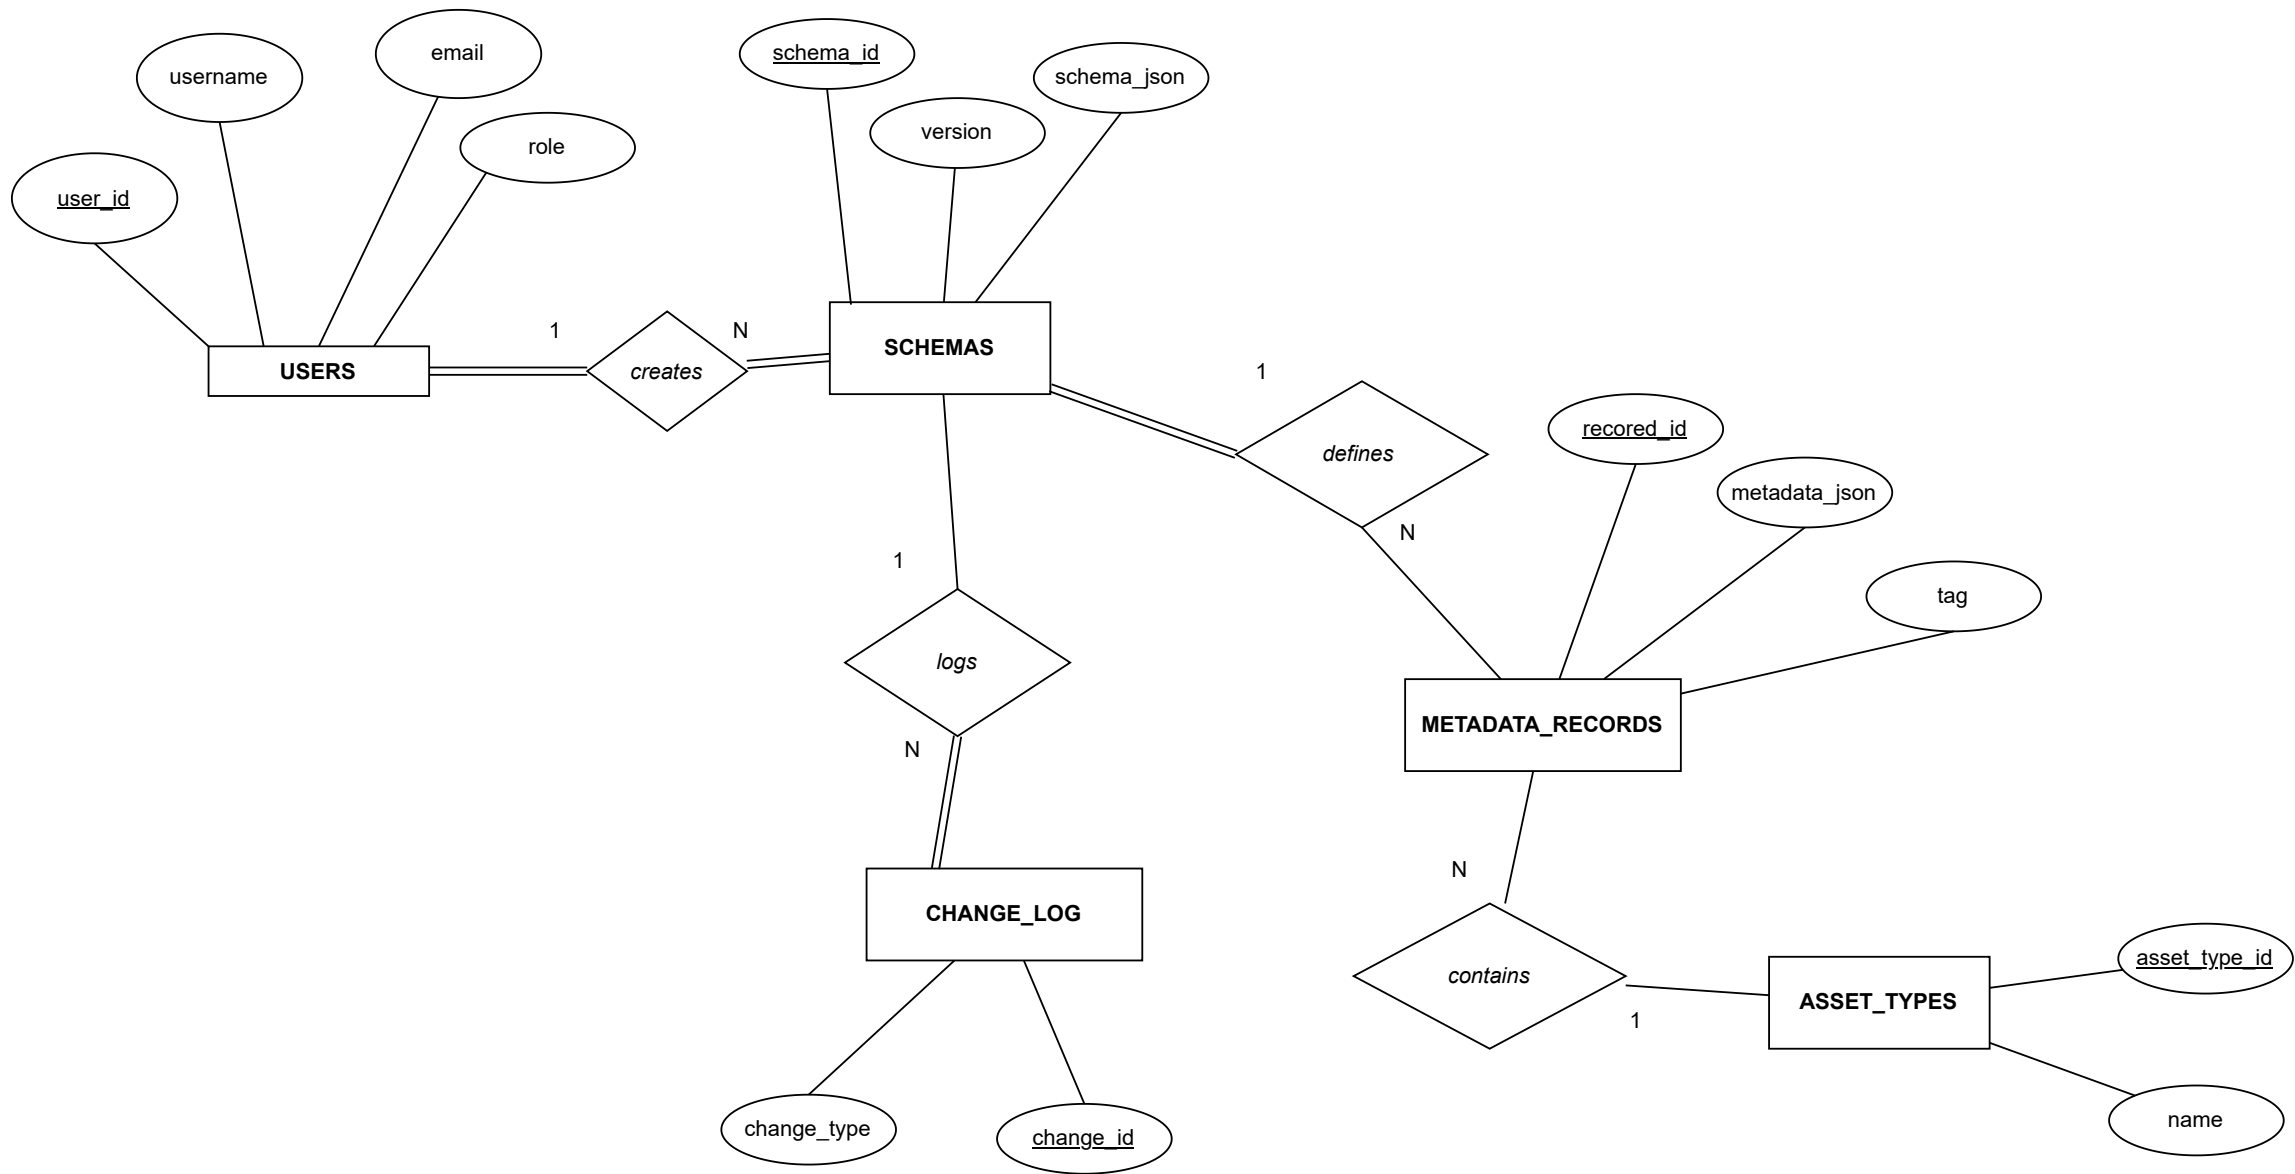 email
schema_id
username
schema_json
version
role
user_id
1
N
SCHEMAS
USERS
creates
1
recored_id
defines
metadata_json
N
1
tag
logs
METADATA_RECORDS
N
N
CHANGE_LOG
asset_type_id
contains
ASSET_TYPES
1
name
change_type
change_id